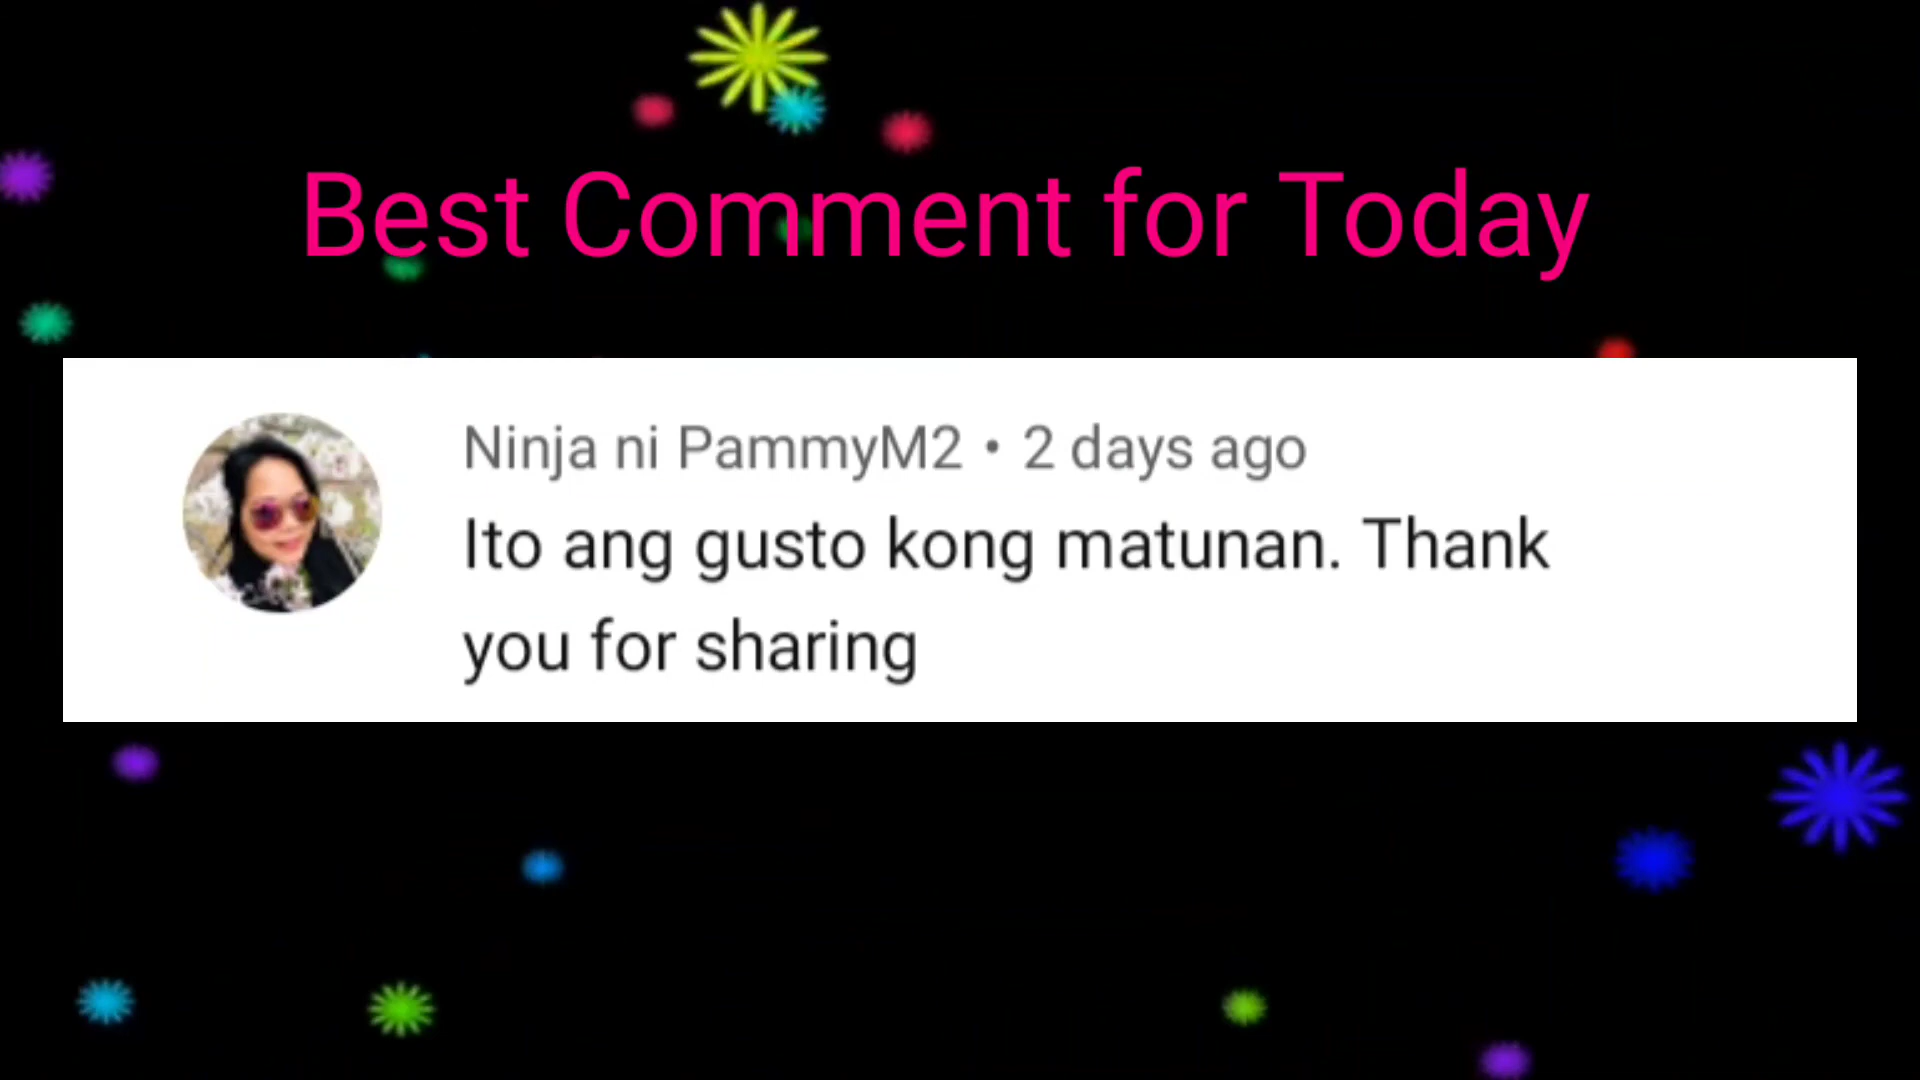 Best Comment for Today
Ninja ni PammyM2 • 2 days ago
Ito ang gusto kong matunan. Thank
you for sharing